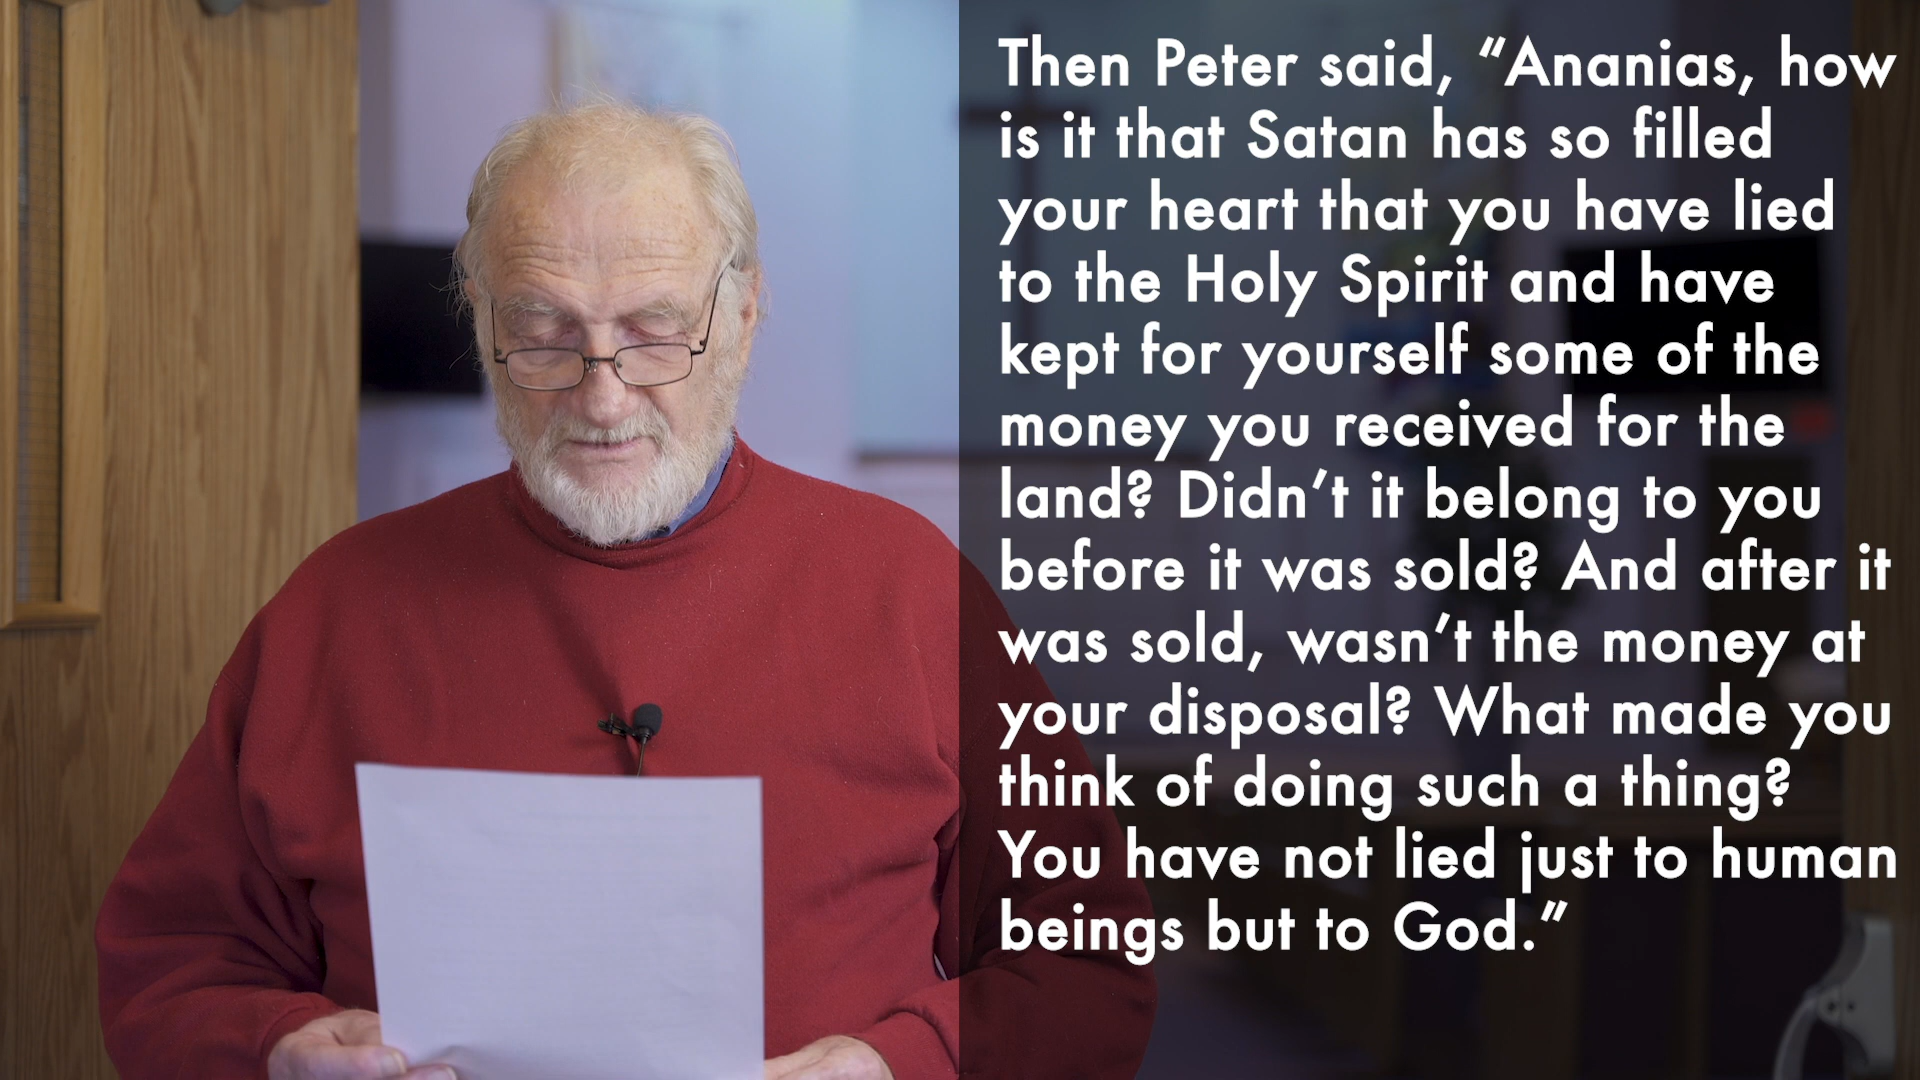 Then Peter said, “Ananias, how
is it that Satan has so filled
your heart that you have lied
to the Holy Spirit and have
kept for yourself some of the
money you received for the
land? Didn’t it belong to you
before it was sold? And after it
was sold, wasn’t the money at
your disposal? What made you
think of doing such a thing?
You have not lied just to human
beings but to God.”